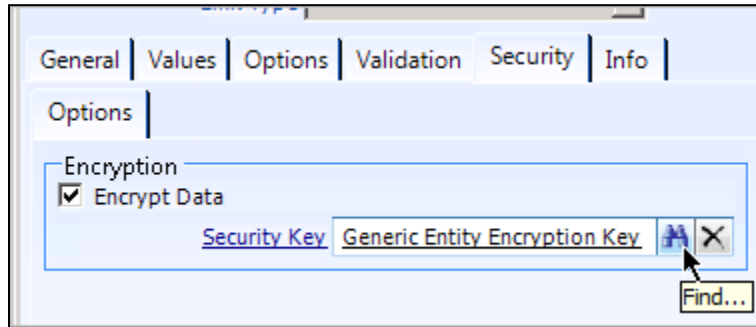 General Values Options Validation Security Info
Options
Encryption
Encrypt Data
Security Key Generic Entity Encryption Key
Find...